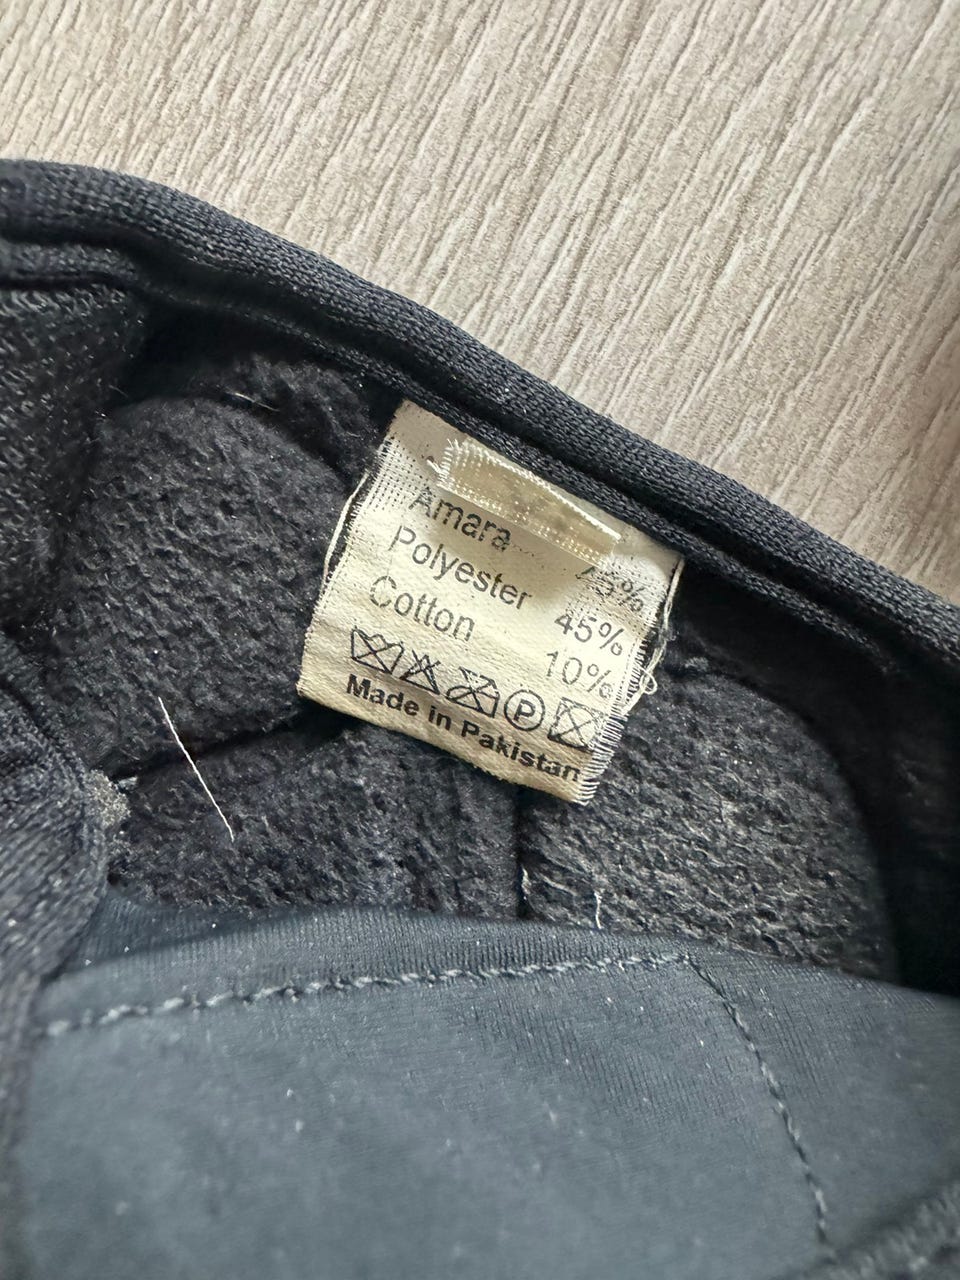 Amara
Polyester 45%
Cotton 10%
P
Made in Pakistan